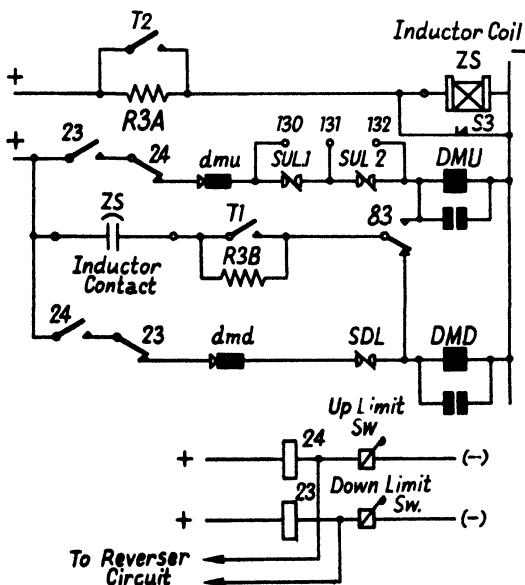 T2
Inductor Coil
+
−
ZS
R3A
S3
+
23
24
130
131
132
dmu
SUL1
SUL 2
DMU
ZS
T1
83
Inductor
Contact
R3B
24
23
dmd
SDL
DMD
Up Limit
Sw
+
24
(−)
23
Down Limit
Sw.
+
(−)
To Reverser
Circuit